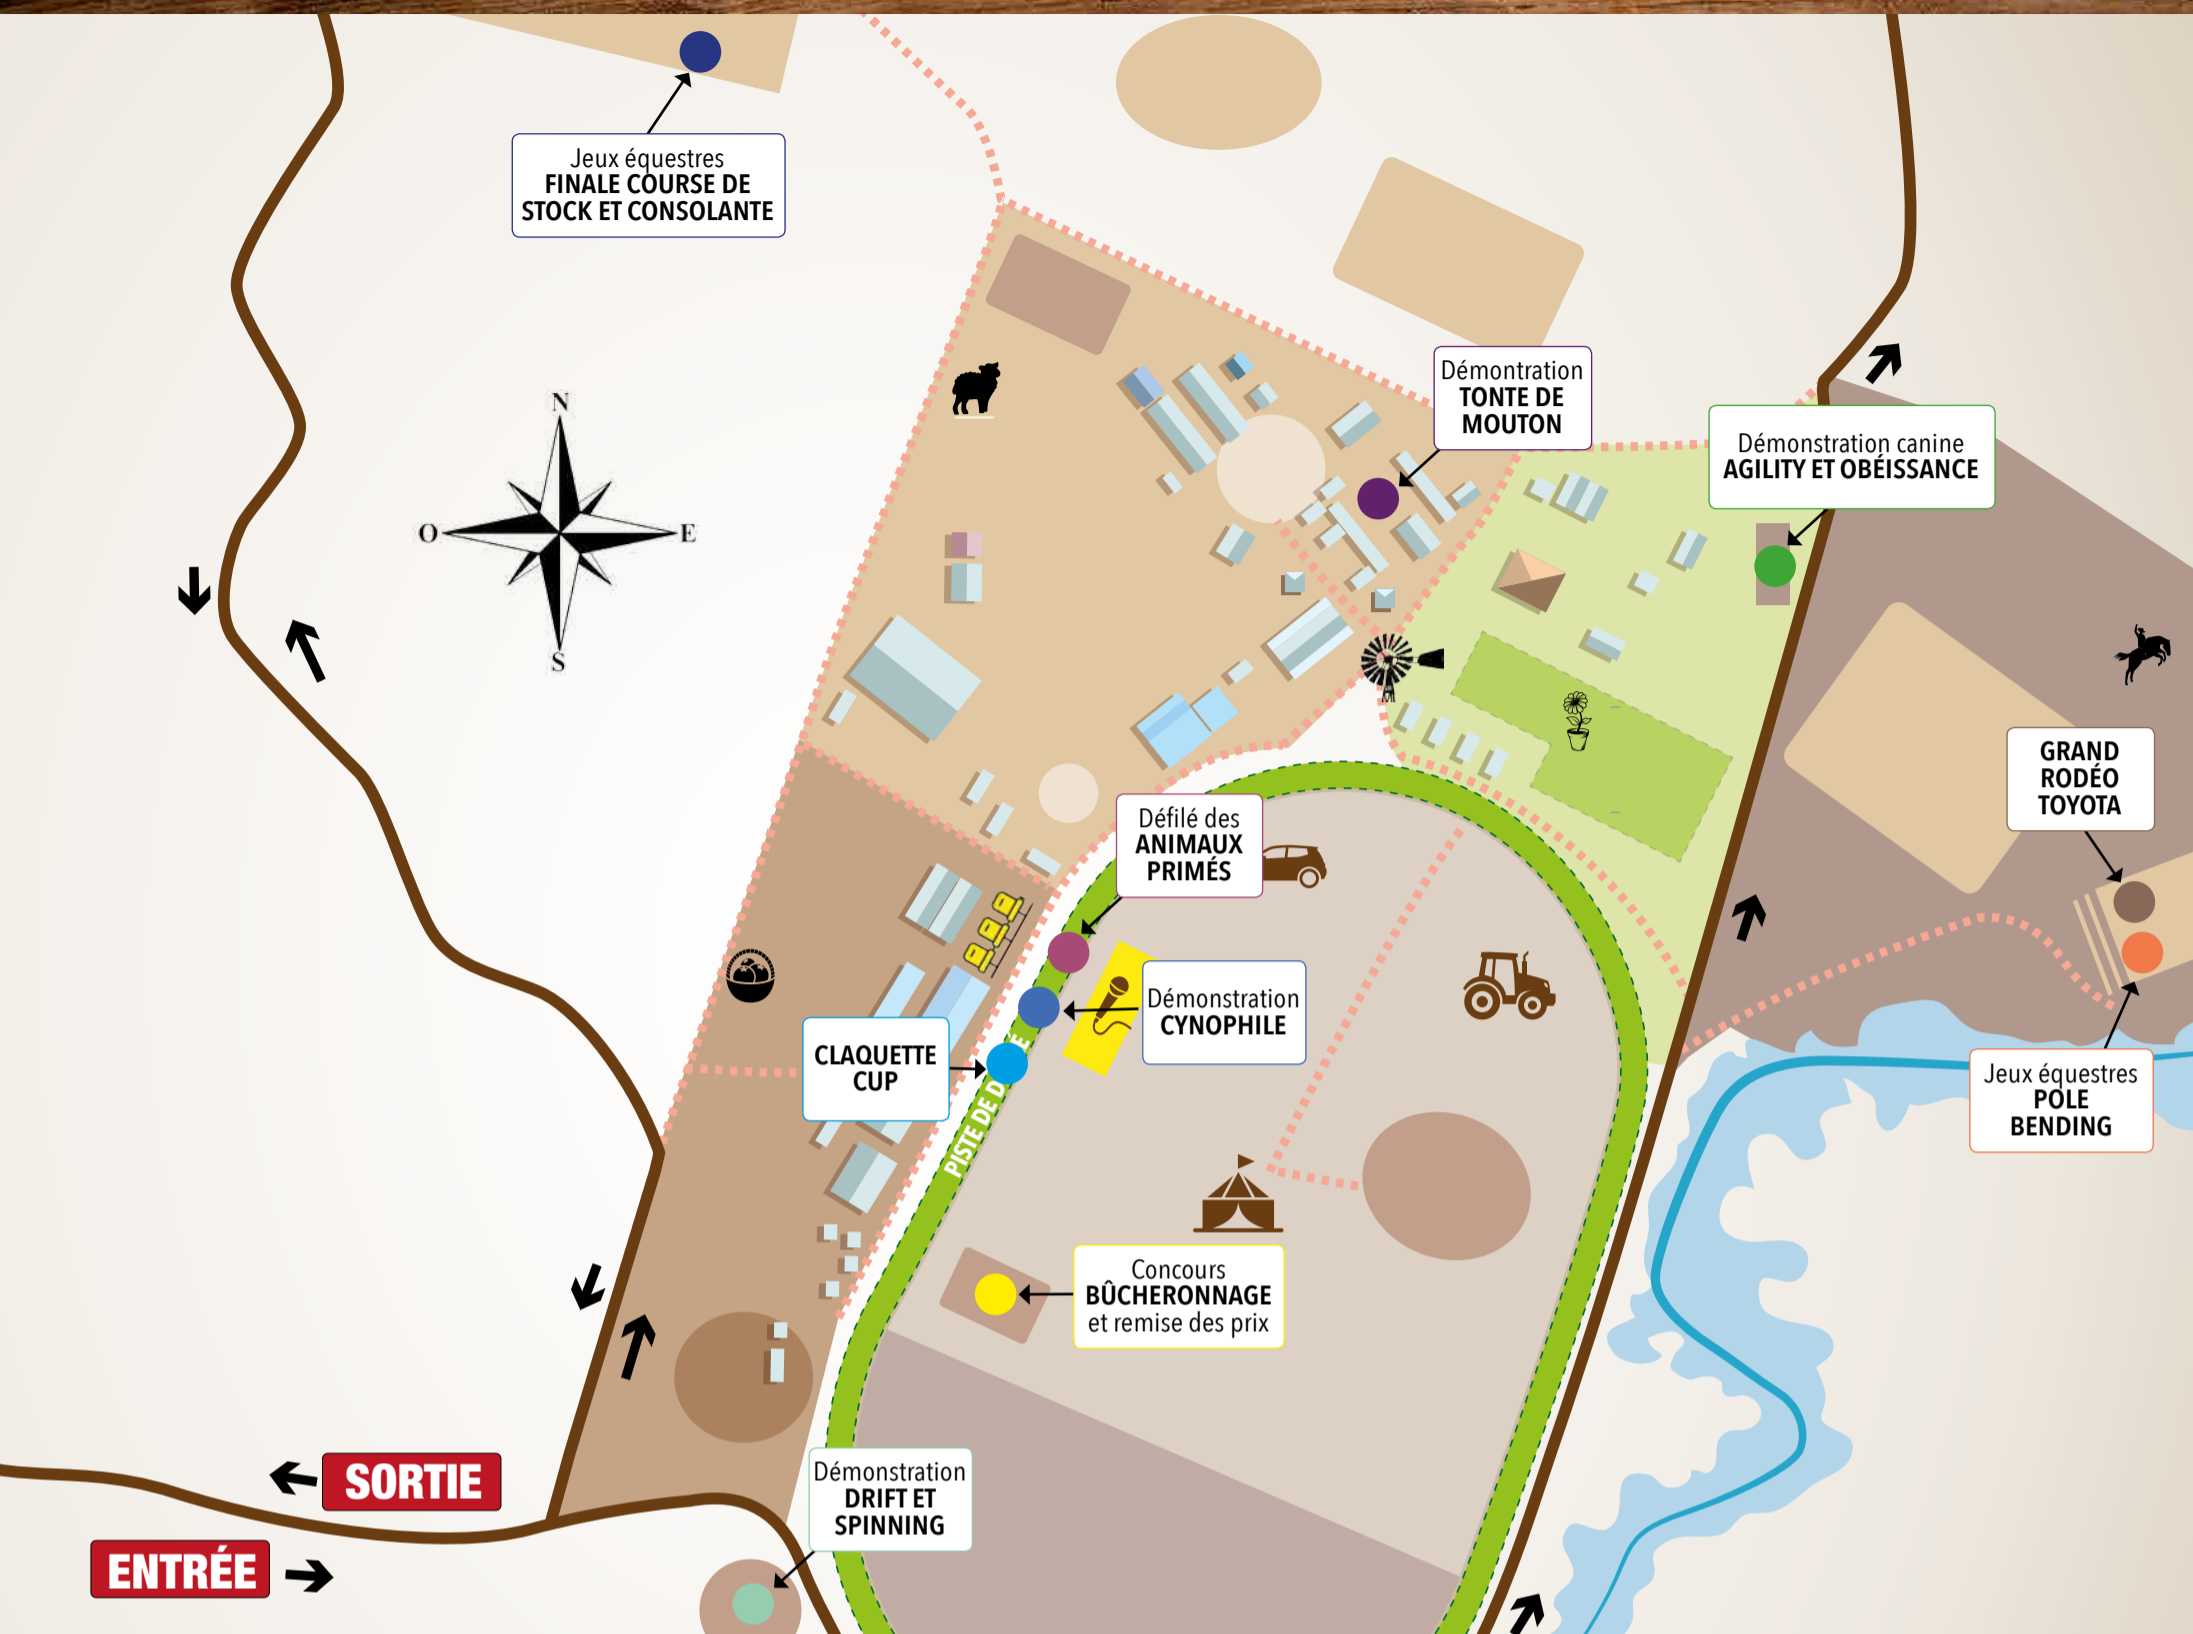 Jeux équestres
FINALE COURSE DE
STOCK ET CONSOLANTE
N
O
E
S
Démontration
TONTE DE
MOUTON
Démonstration canine
AGILITY ET OBÉISSANCE
GRAND
RODÉO
TOYOTA
Défilé des
ANIMAUX
PRIMÉS
Démonstration
CYNOPHILE
CLAQUETTE
CUP
PISTE DE D
É
Jeux équestres
POLE
BENDING
Concours
BÛCHERONNAGE
et remise des prix
Démonstration
DRIFT ET
SPINNING
SORTIE
ENTRÉE